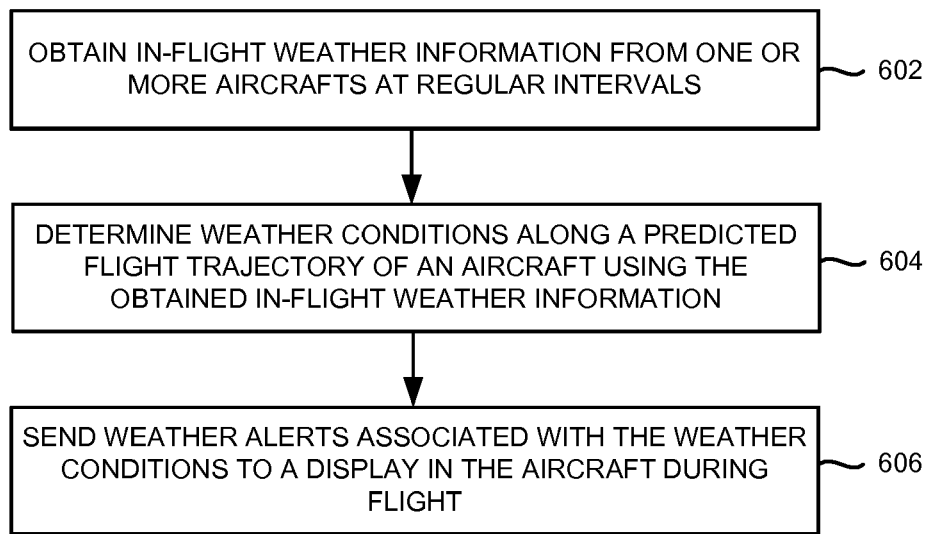 OBTAIN IN-FLIGHT WEATHER INFORMATION FROM ONE OR
MORE AIRCRAFTS AT REGULAR INTERVALS
602
DETERMINE WEATHER CONDITIONS ALONG A PREDICTED
FLIGHT TRAJECTORY OF AN AIRCRAFT USING THE
OBTAINED IN-FLIGHT WEATHER INFORMATION
604
SEND WEATHER ALERTS ASSOCIATED WITH THE WEATHER
CONDITIONS TO A DISPLAY IN THE AIRCRAFT DURING
FLIGHT
606